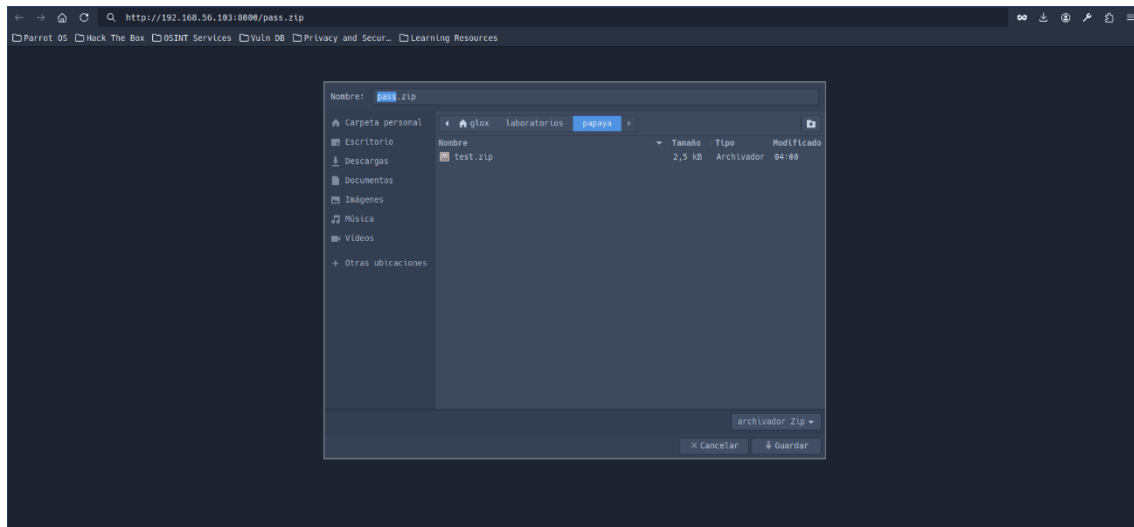 http://192.168.56.103:8000/pass.zip
Parrot OS Hack The Box OSINT Services Vuln DB Privacy and Secur… Learning Resources
Nombre: pass.zip
Carpeta personal
glox laboratorios papaya
Escritorio
Nombre Tamaño Tipo Modificado
test.zip 2,5 kB Archivador 04:00
Descargas
Documentos
Imágenes
Música
Vídeos
+ Otras ubicaciones
archivador Zip
Cancelar Guardar